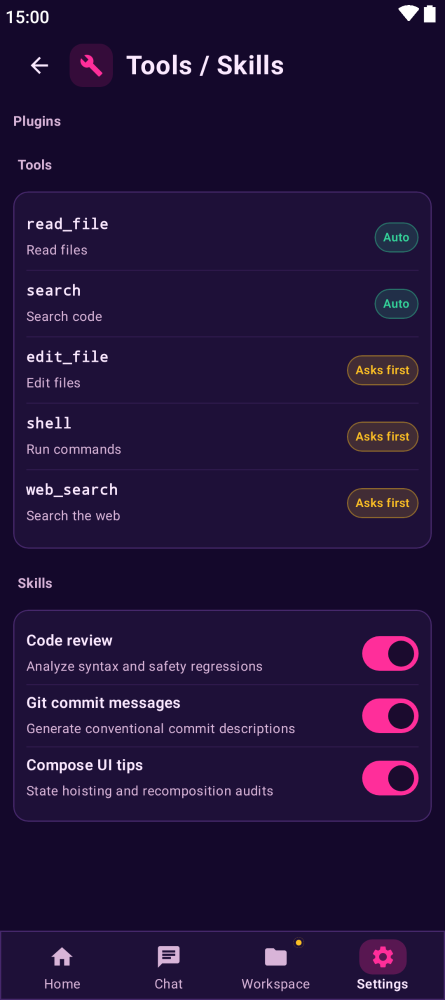 15:00
Tools / Skills
Plugins
Tools
read_file
Read files
Auto
search
Search code
Auto
edit_file
Edit files
Asks first
shell
Run commands
Asks first
web_search
Search the web
Asks first
Skills
Code review
Analyze syntax and safety regressions
Git commit messages
Generate conventional commit descriptions
Compose UI tips
State hoisting and recomposition audits
Home
Chat
Workspace
Settings